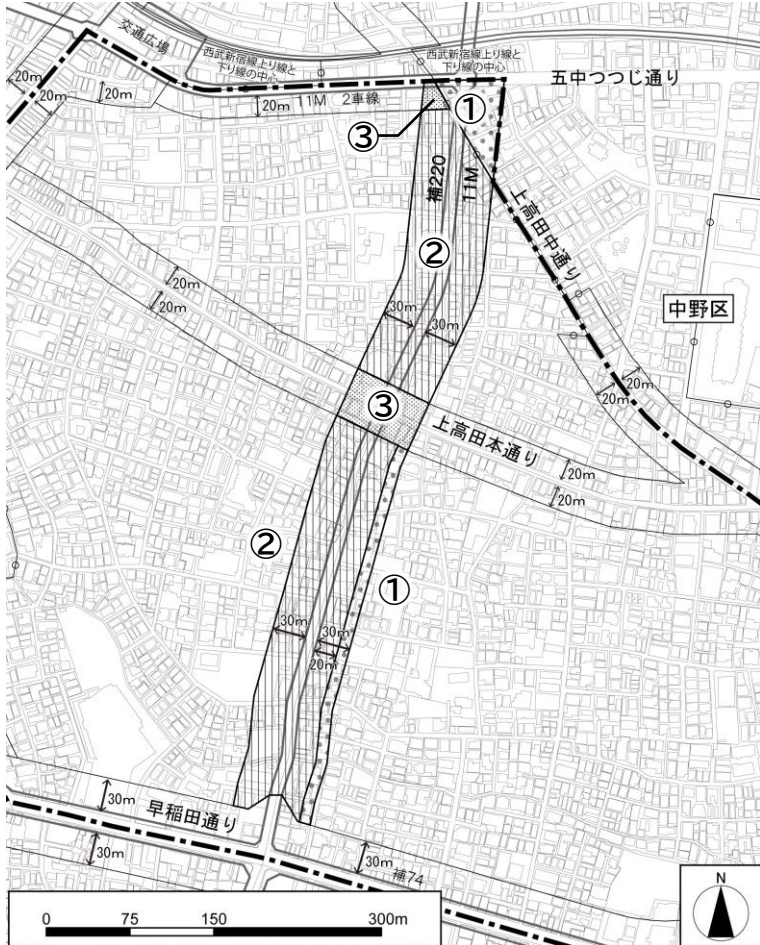 交通広場
西武新宿線上り線と
下り線の中心
西武新宿線上り線と
下り線の中心
五中つつじ通り
20m
20m
20m
11M 2車線
③
①
補220
11M
上高田中通り
②
20m
20m
30m
30m
中野区
20m
20m
③
上高田本通り
20m
20m
②
①
30m
30m
20m
30m
早稲田通り
30m
30m
補74
N
0 75 150 300m